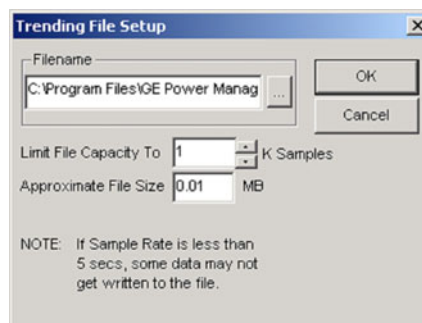 Trending File Setup
Filename
C:\Program Files\GE Power Manag
...
OK
Cancel
Limit File Capacity To 1 K Samples
Approximate File Size 0.01 MB
NOTE: If Sample Rate is less than
5 secs, some data may not
get written to the file.